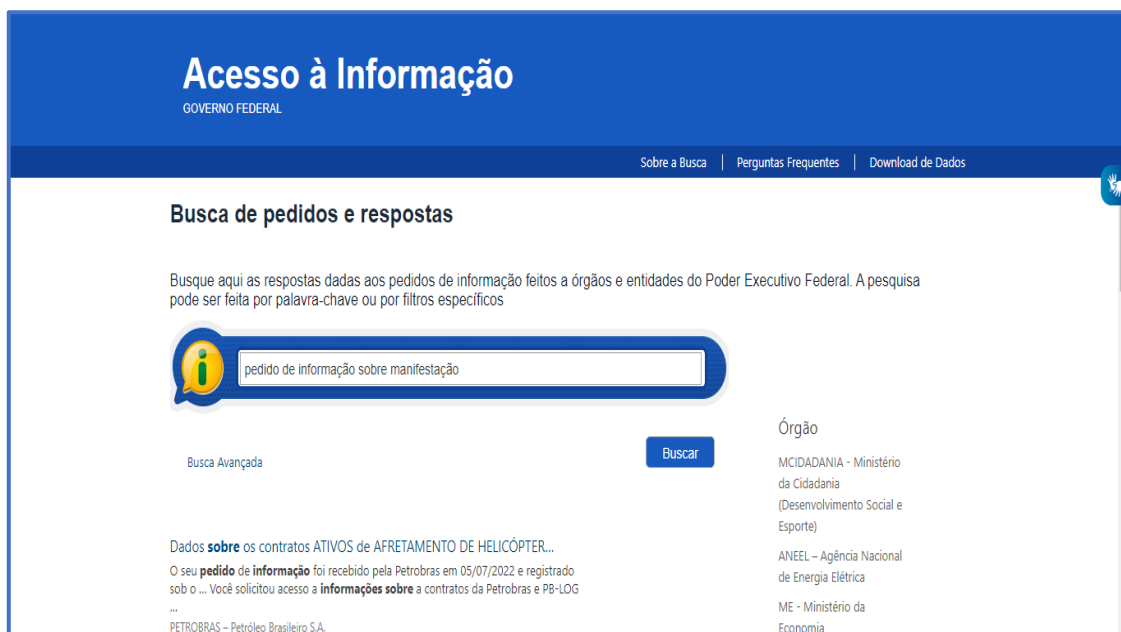 Acesso à Informação
GOVERNO FEDERAL
Sobre a Busca | Perguntas Frequentes | Download de Dados
Busca de pedidos e respostas
Busque aqui as respostas dadas aos pedidos de informação feitos a órgãos e entidades do Poder Executivo Federal. A pesquisa
pode ser feita por palavra-chave ou por filtros específicos
pedido de informação sobre manifestação
Busca Avançada
Buscar
Dados sobre os contratos ATIVOS de AFRETAMENTO DE HELICÓPTER...
O seu pedido de informação foi recebido pela Petrobras em 05/07/2022 e registrado
sob o ... Você solicitou acesso a informações sobre a contratos da Petrobras e PB-LOG
...
PETROBRAS – Petróleo Brasileiro S.A.
Órgão
MCIDADANIA - Ministério
da Cidadania
(Desenvolvimento Social e
Esporte)
ANEEL – Agência Nacional
de Energia Elétrica
ME - Ministério da
Economia